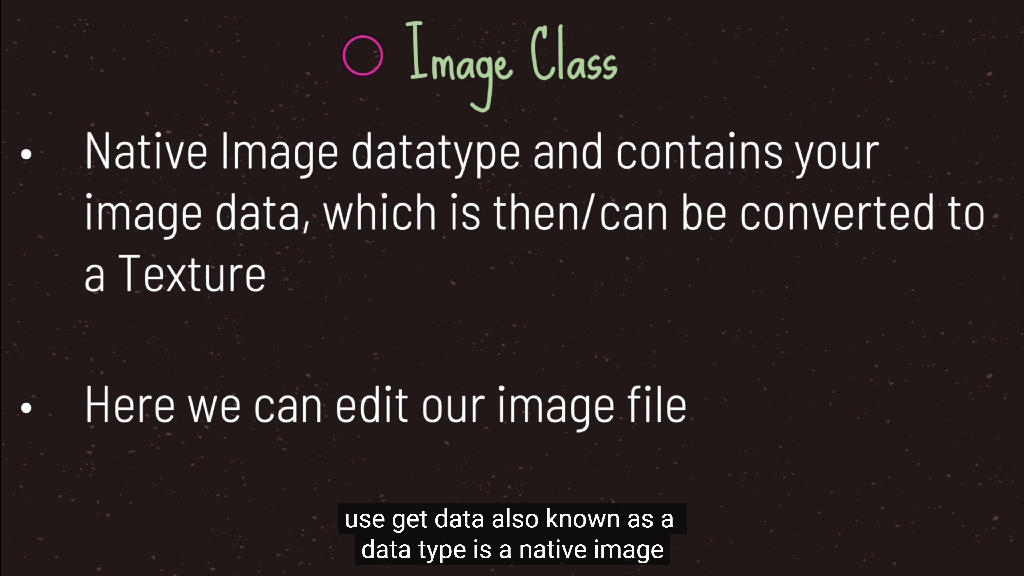 Image Class
• Native Image datatype and contains your
image data, which is then/can be converted to
a Texture
• Here we can edit our image file
use get data also known as a
data type is a native image